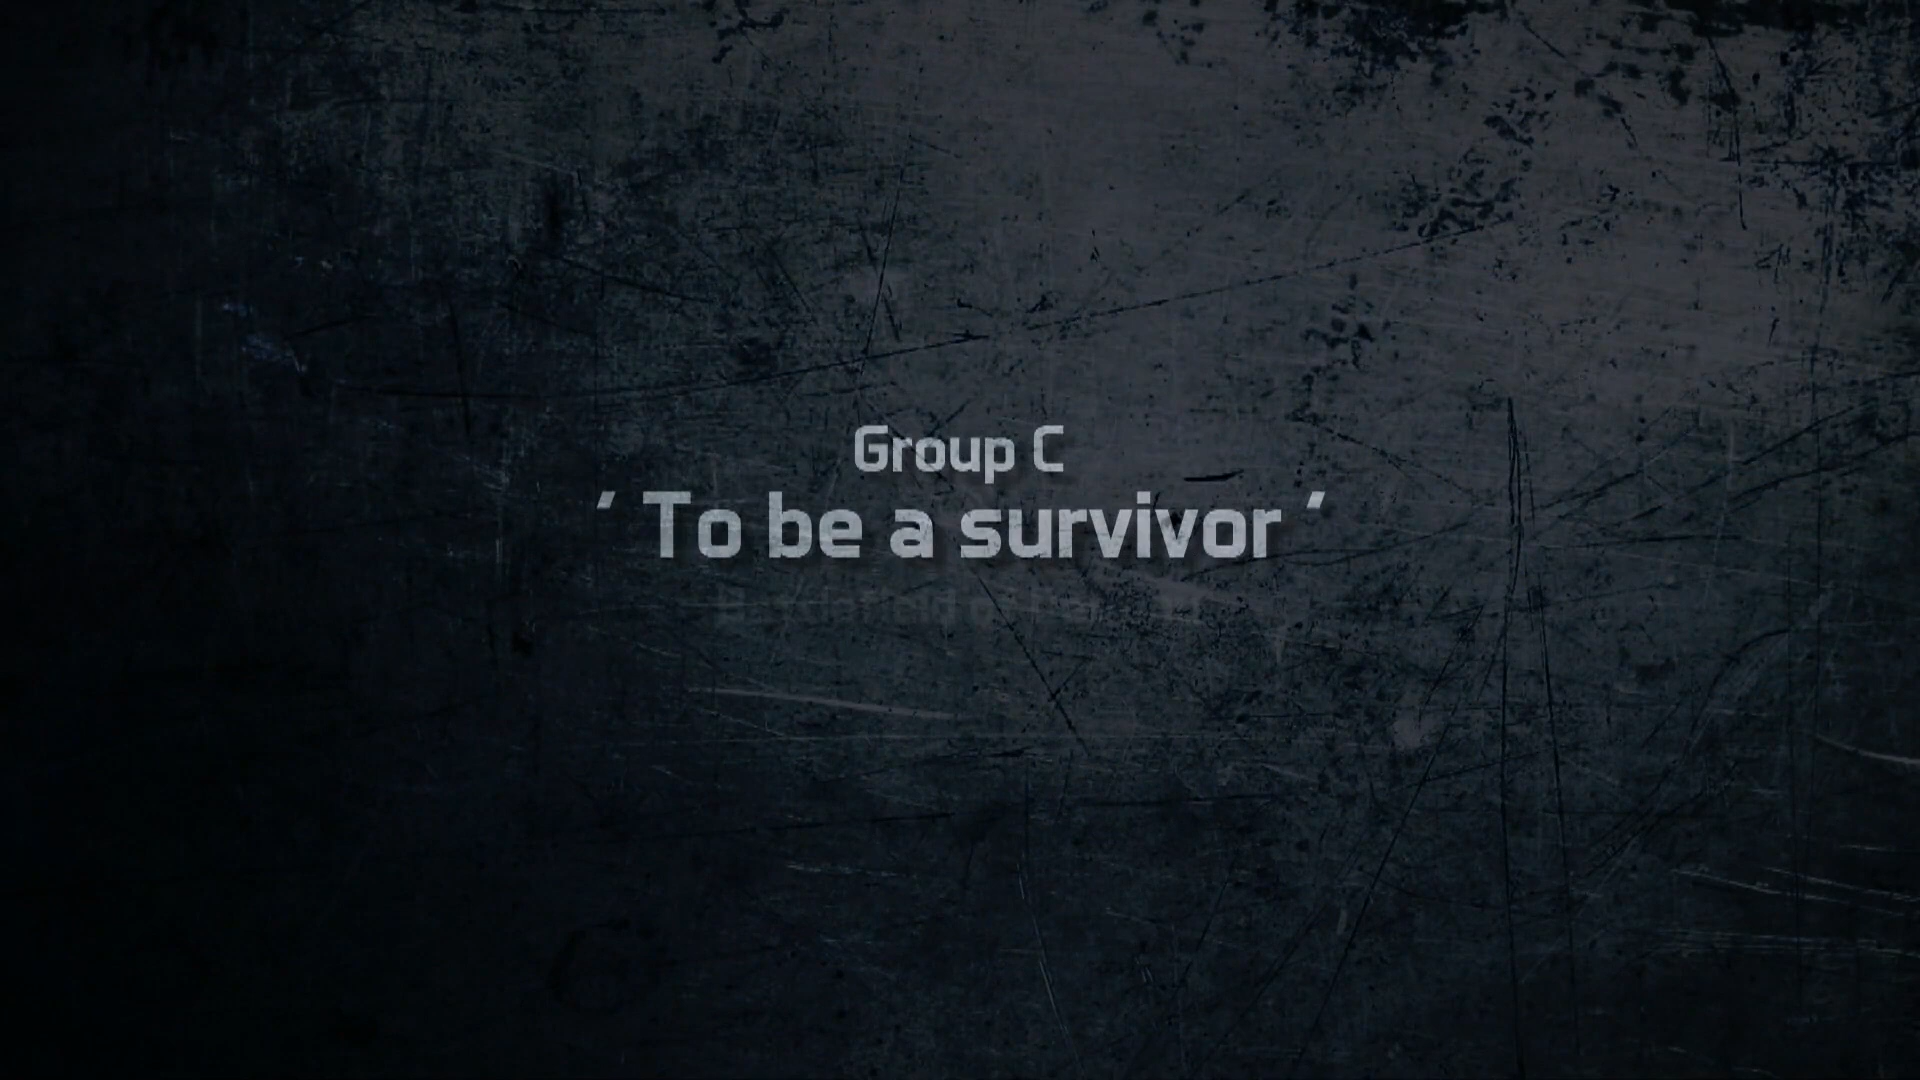 Group C
‘ To be a survivor ’